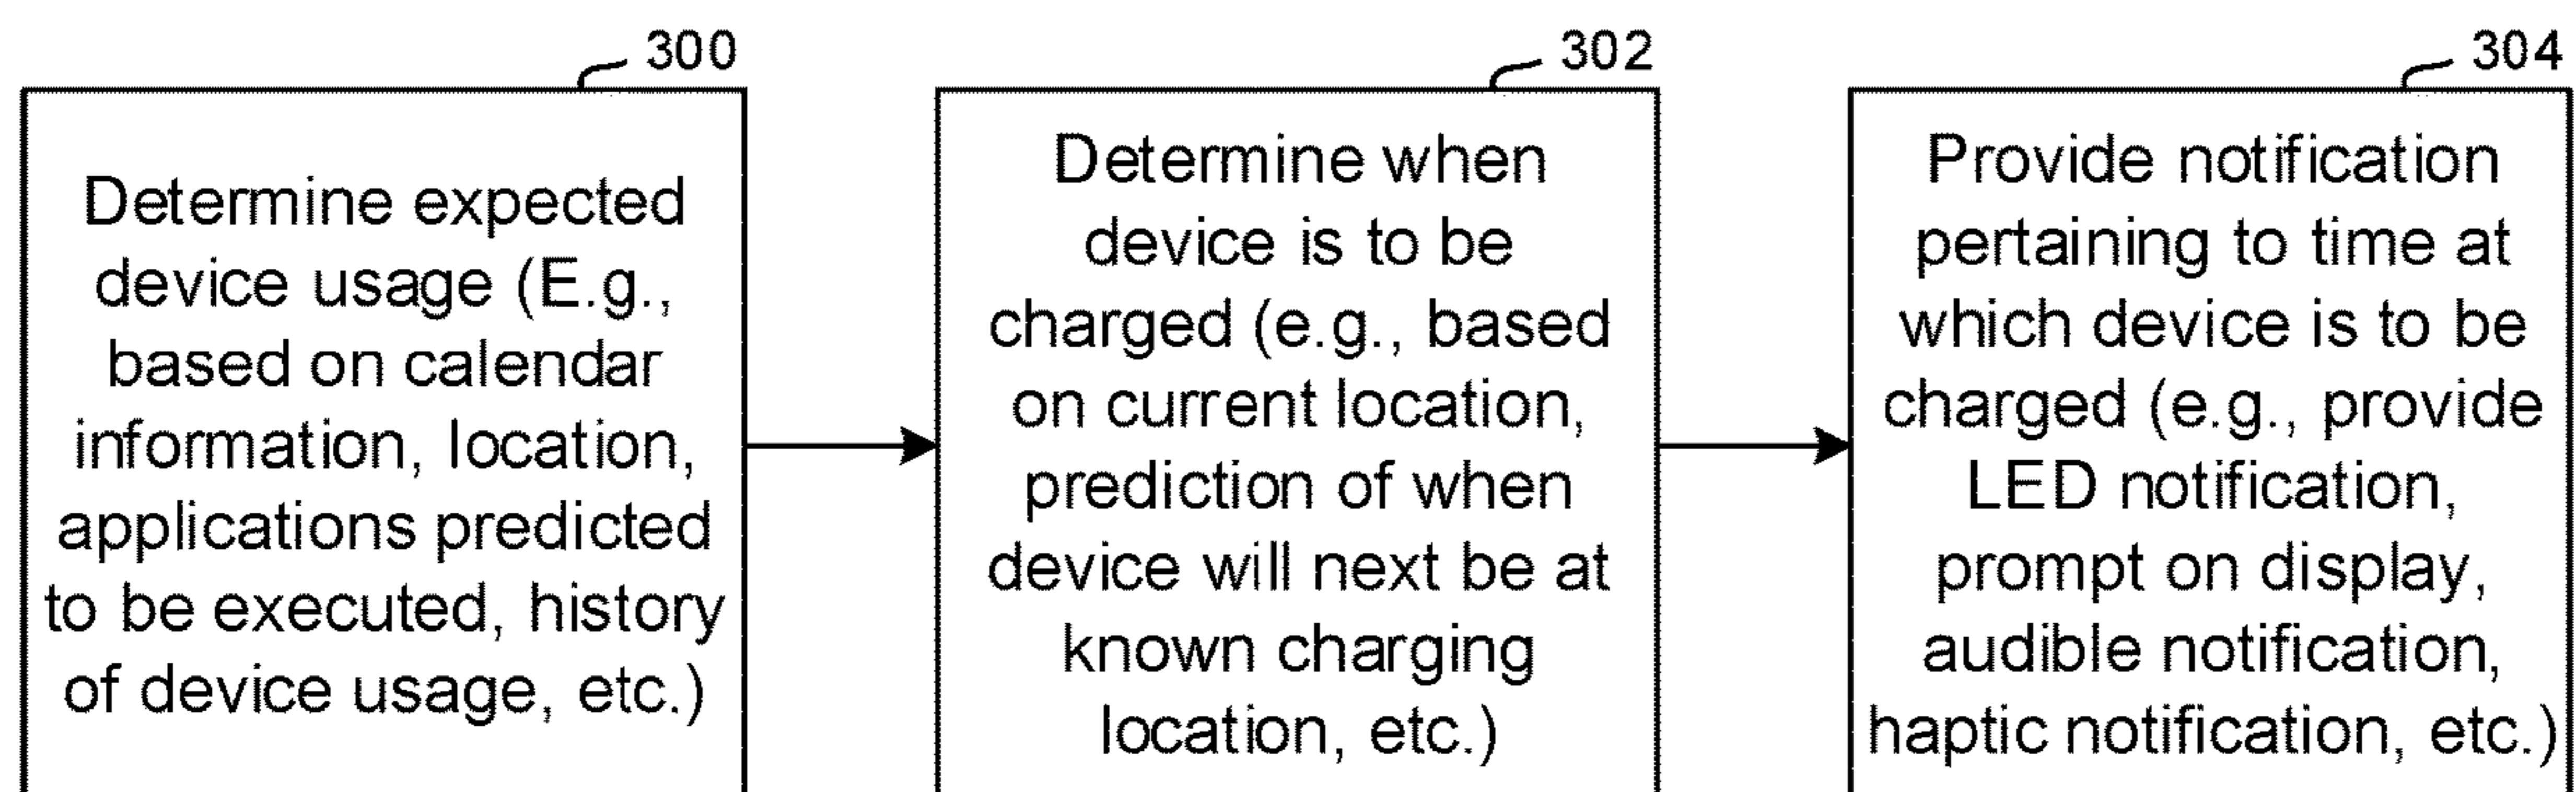 300
Determine expected
device usage (E.g.,
based on calendar
information, location,
applications predicted
to be executed, history
of device usage, etc.)
302
Determine when
device is to be
charged (e.g., based
on current location,
prediction of when
device will next be at
known charging
location, etc.)
304
Provide notification
pertaining to time at
which device is to be
charged (e.g., provide
LED notification,
prompt on display,
audible notification,
haptic notification, etc.)